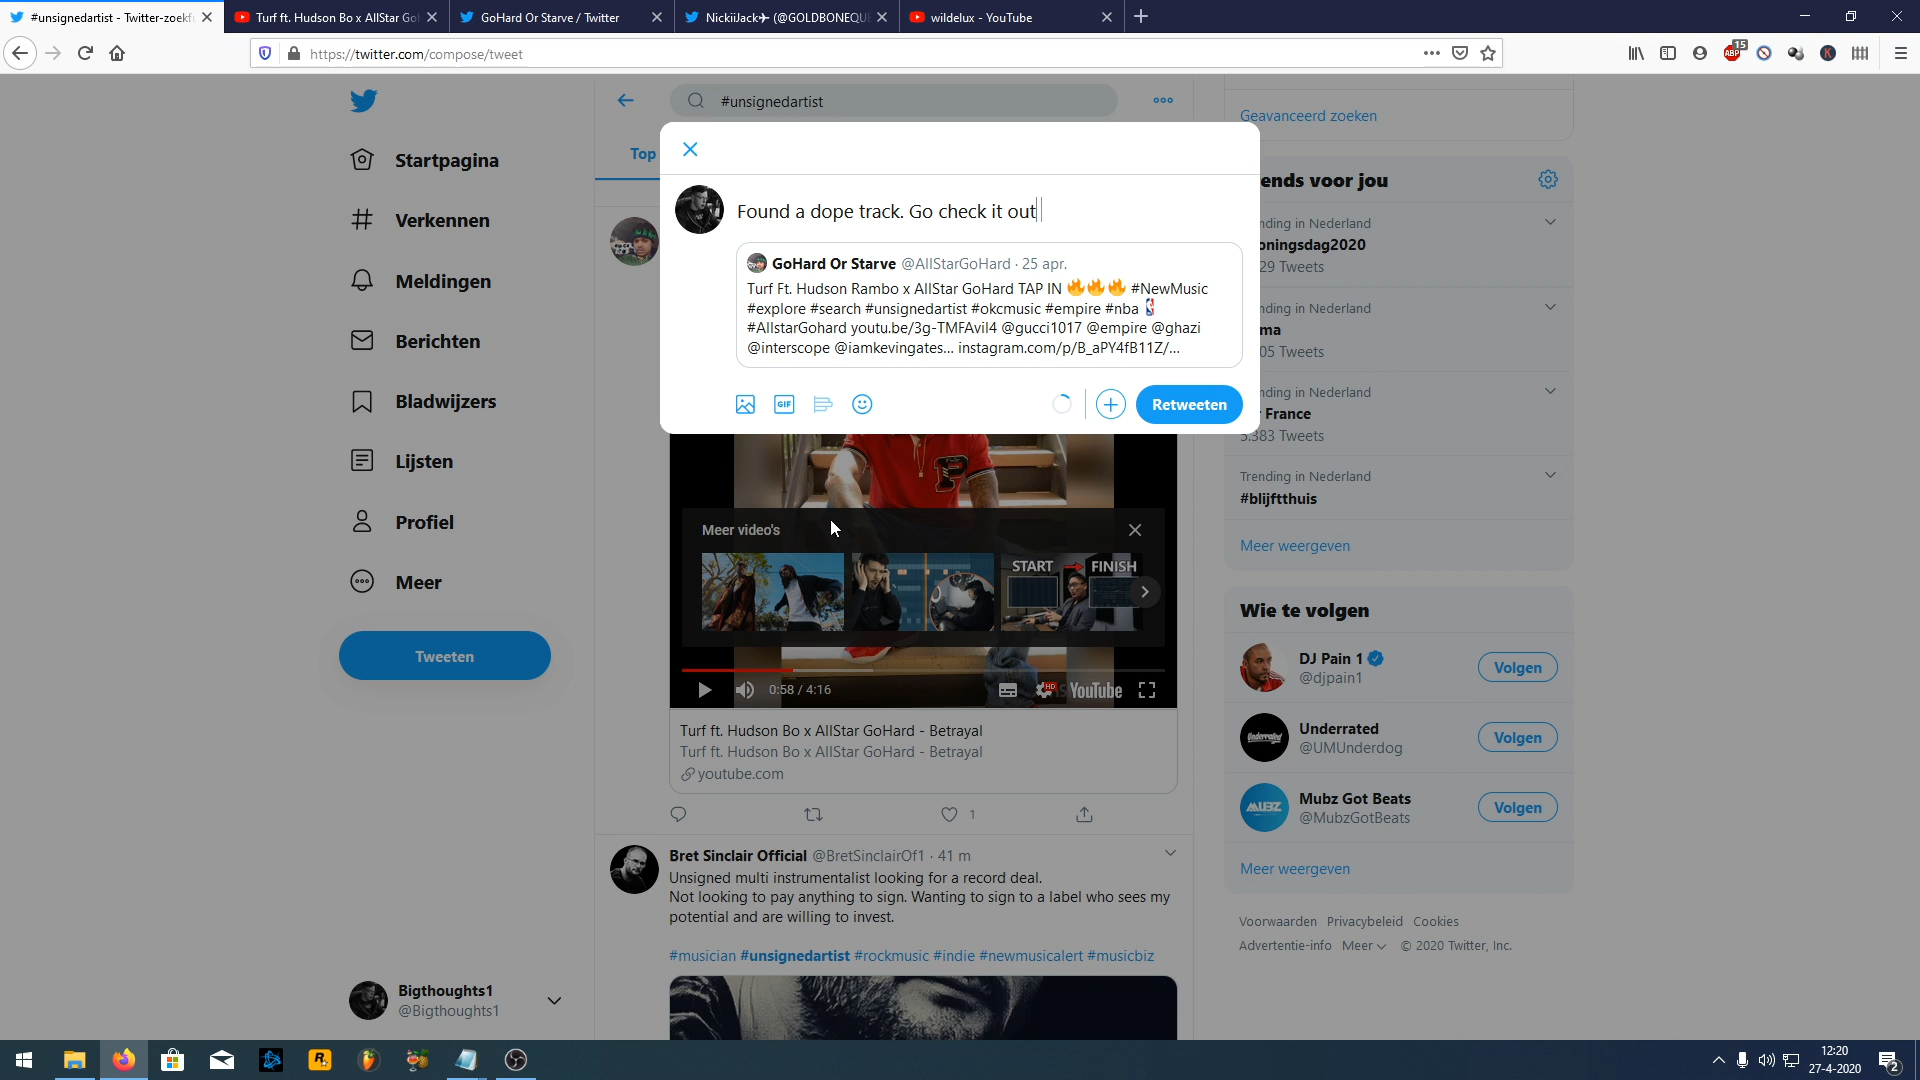 #unsignedartist - Twitter-zoekfu
Turf ft. Hudson Bo x AllStar Go
GoHard Or Starve / Twitter
NickiiJack✈ (@GOLDBONEQU
wildelux - YouTube
https://twitter.com/compose/tweet
ABP
15
K
#unsignedartist
Geavanceerd zoeken
Top
Startpagina
Verkennen
Meldingen
Berichten
Bladwijzers
Lijsten
Profiel
Meer
Tweeten
Bigthoughts1
@Bigthoughts1
Found a dope track. Go check it out
GoHard Or Starve @AllStarGoHard · 25 apr.
Turf Ft. Hudson Rambo x AllStar GoHard TAP IN 🔥🔥🔥 #NewMusic
#explore #search #unsignedartist #okcmusic #empire #nba
#AllstarGohard youtu.be/3g-TMFAvil4 @gucci1017 @empire @ghazi
@interscope @iamkevingates... instagram.com/p/B_aPY4fB11Z/...
GIF
Retweeten
P
Meer video's
START
FINISH
0:58 / 4:16
HD
YouTube
Turf ft. Hudson Bo x AllStar GoHard - Betrayal
Turf ft. Hudson Bo x AllStar GoHard - Betrayal
youtube.com
1
Bret Sinclair Official @BretSinclairOf1 · 41 m
Unsigned multi instrumentalist looking for a record deal.
Not looking to pay anything to sign. Wanting to sign to a label who sees my
potential and are willing to invest.
#musician #unsignedartist #rockmusic #indie #newmusicalert #musicbiz
ends voor jou
nding in Nederland
oningsdag2020
29 Tweets
nding in Nederland
ma
05 Tweets
nding in Nederland
France
5.383 Tweets
Trending in Nederland
#blijftthuis
Meer weergeven
Wie te volgen
DJ Pain 1
@djpain1
Volgen
Underrated
Underrated
@UMUnderdog
Volgen
MUBZ
Mubz Got Beats
@MubzGotBeats
Volgen
Meer weergeven
Voorwaarden Privacybeleid Cookies
Advertentie-info Meer © 2020 Twitter, Inc.
R
12:20
27-4-2020
2